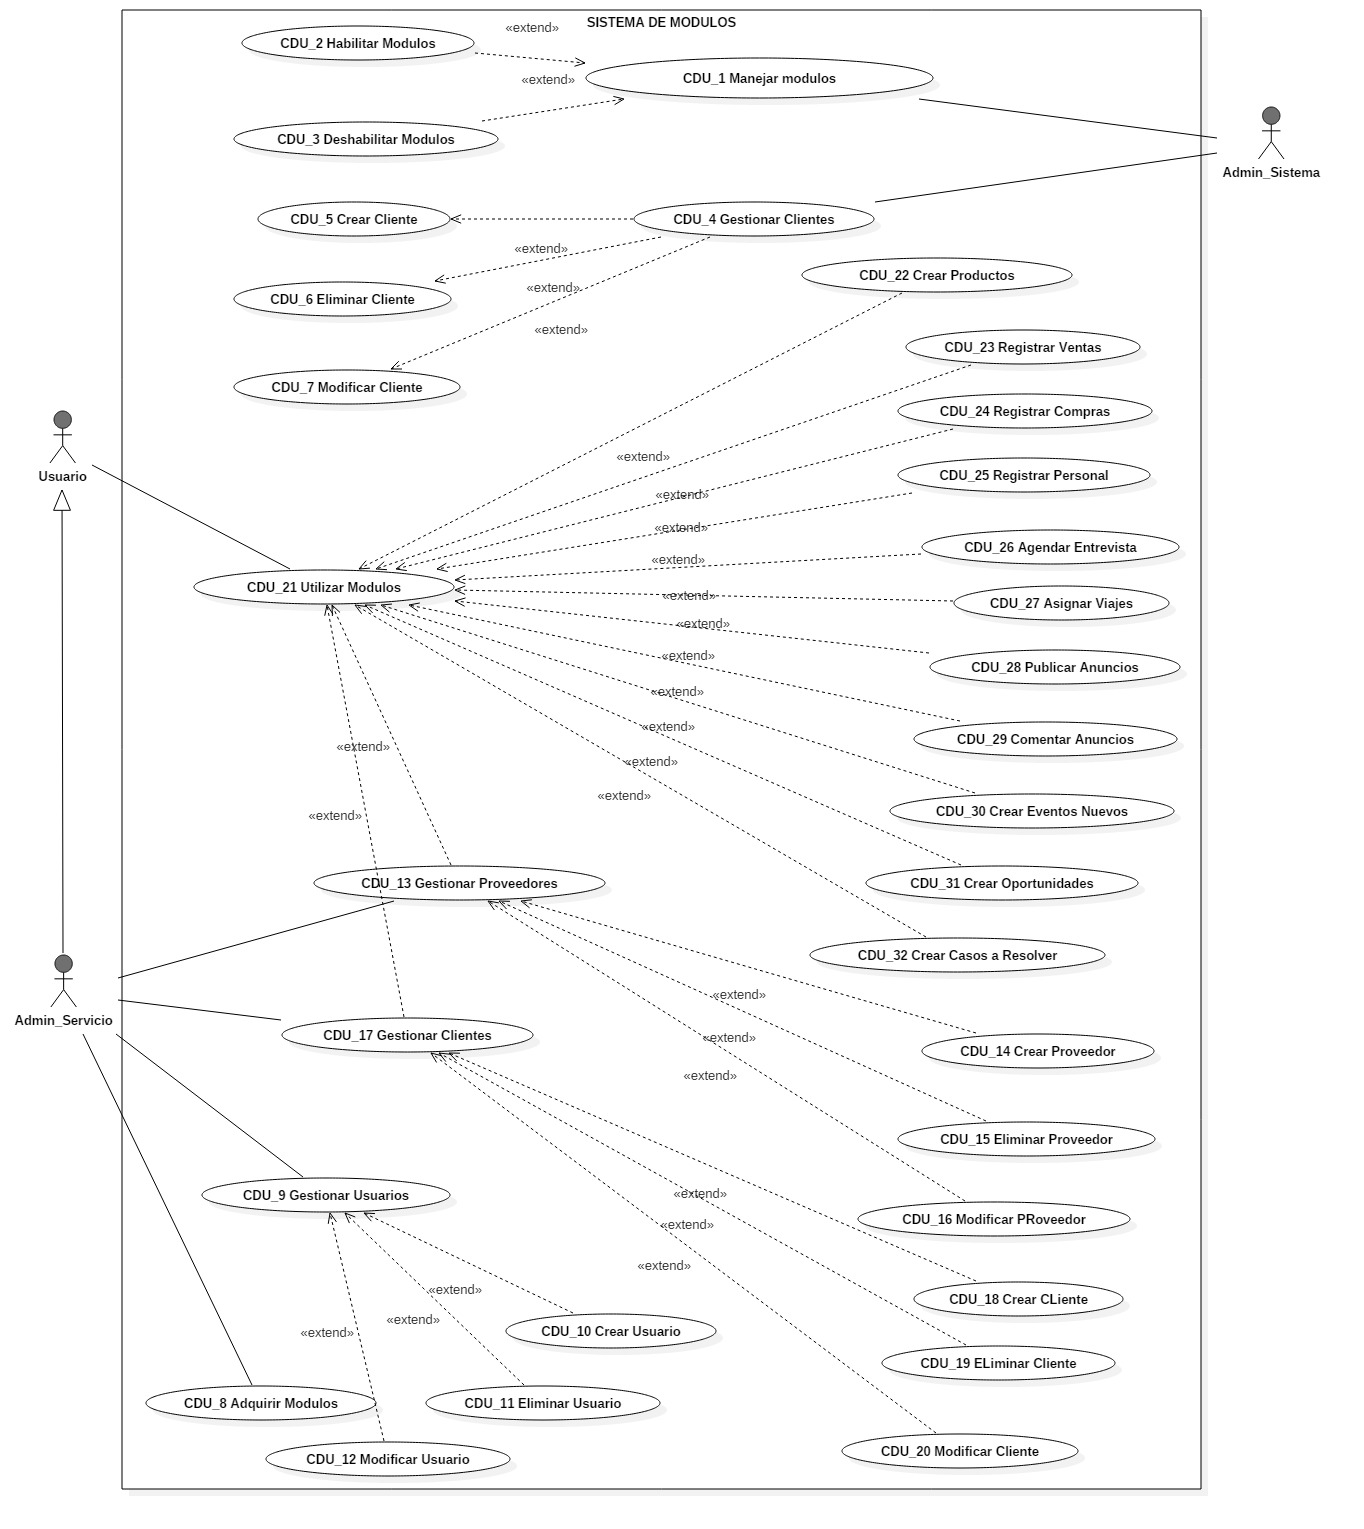 SISTEMA DE MODULOS
«extend»
CDU_2 Habilitar Modulos
CDU_1 Manejar modulos
«extend»
CDU_3 Deshabilitar Modulos
Admin_Sistema
CDU_5 Crear Cliente
CDU_4 Gestionar Clientes
«extend»
CDU_22 Crear Productos
«extend»
CDU_6 Eliminar Cliente
«extend»
CDU_23 Registrar Ventas
CDU_7 Modificar Cliente
CDU_24 Registrar Compras
«extend»
Usuario
CDU_25 Registrar Personal
«extend»
«extend»
CDU_26 Agendar Entrevista
«extend»
CDU_21 Utilizar Modulos
«extend»
CDU_27 Asignar Viajes
«extend»
«extend»
CDU_28 Publicar Anuncios
«extend»
«extend»
CDU_29 Comentar Anuncios
«extend»
«extend»
«extend»
CDU_30 Crear Eventos Nuevos
«extend»
CDU_13 Gestionar Proveedores
CDU_31 Crear Oportunidades
CDU_32 Crear Casos a Resolver
«extend»
Admin_Servicio
CDU_17 Gestionar Clientes
«extend»
CDU_14 Crear Proveedor
«extend»
CDU_15 Eliminar Proveedor
«extend»
CDU_9 Gestionar Usuarios
CDU_16 Modificar PRoveedor
«extend»
«extend»
«extend»
CDU_18 Crear CLiente
«extend»
«extend»
CDU_10 Crear Usuario
CDU_19 ELiminar Cliente
CDU_8 Adquirir Modulos
CDU_11 Eliminar Usuario
CDU_20 Modificar Cliente
CDU_12 Modificar Usuario